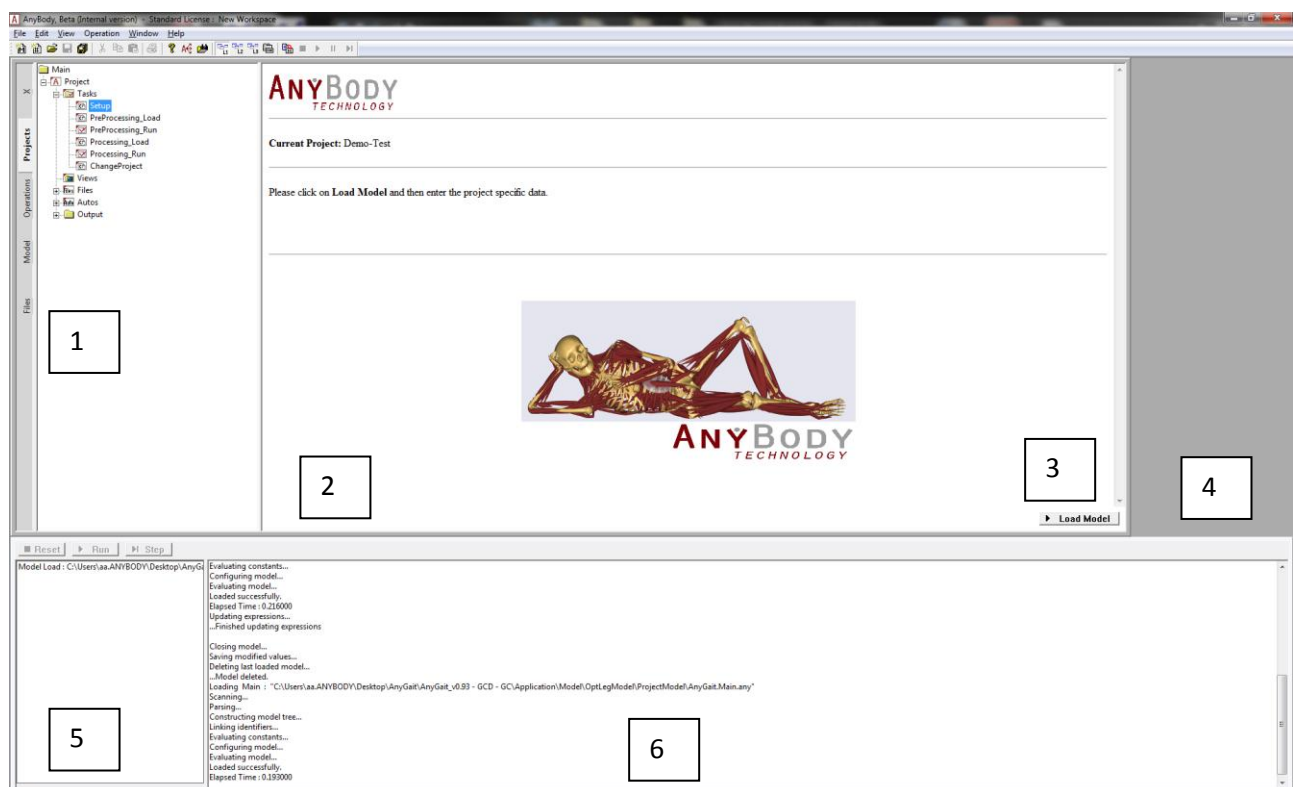 AnyBody, Beta (Internal version) - Standard License : New Workspace
File Edit View Operation Window Help
Projects
Operations
Model
Files
Main
Project
Tasks
Setup
PreProcessing_Load
PreProcessing_Run
Processing_Load
Processing_Run
ChangeProject
Views
Files
Autos
Output
1
ANYBODY
TECHNOLOGY
Current Project: Demo-Test
Please click on Load Model and then enter the project specific data.
ANYBODY
TECHNOLOGY
2
3
4
Load Model
Reset Run Step
Model Load : C:\Users\aa.ANYBODY\Desktop\AnyGa
5
Evaluating constants...
Configuring model...
Evaluating model...
Loaded successfully.
Elapsed Time : 0.216000
Updating expressions...
...Finished updating expressions
Closing model...
Saving modified values...
Deleting last loaded model...
...Model deleted.
Loading Main : "C:\Users\aa.ANYBODY\Desktop\AnyGait\AnyGait_v0.93 - GCD - GC\Application\Model\OptLegModel\ProjectModel\AnyGait.Main.any"
Scanning...
Parsing...
Constructing model tree...
Linking identifiers...
Evaluating constants...
Configuring model...
Evaluating model...
Loaded successfully.
Elapsed Time : 0.193000
6